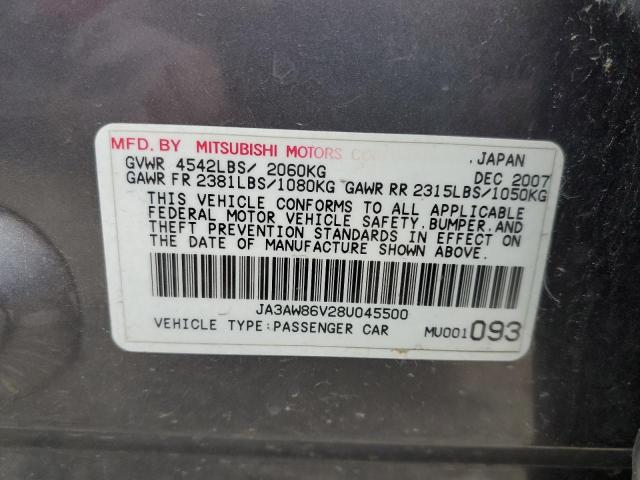 MFD. BY MITSUBISHI MOTORS , JAPAN
GVWR 4542LBS/ 2060KG DEC 2007
GAWR FR 2381LBS/1080KG GAWR RR 2315LBS/1050KG
THIS VEHICLE CONFORMS TO ALL APPLICABLE
FEDERAL MOTOR VEHICLE SAFETY,BUMPER,AND
THEFT PREVENTION STANDARDS IN EFFECT ON
THE DATE OF MANUFACTURE SHOWN ABOVE.
JA3AW86V28U045500
VEHICLE TYPE:PASSENGER CAR MU001093